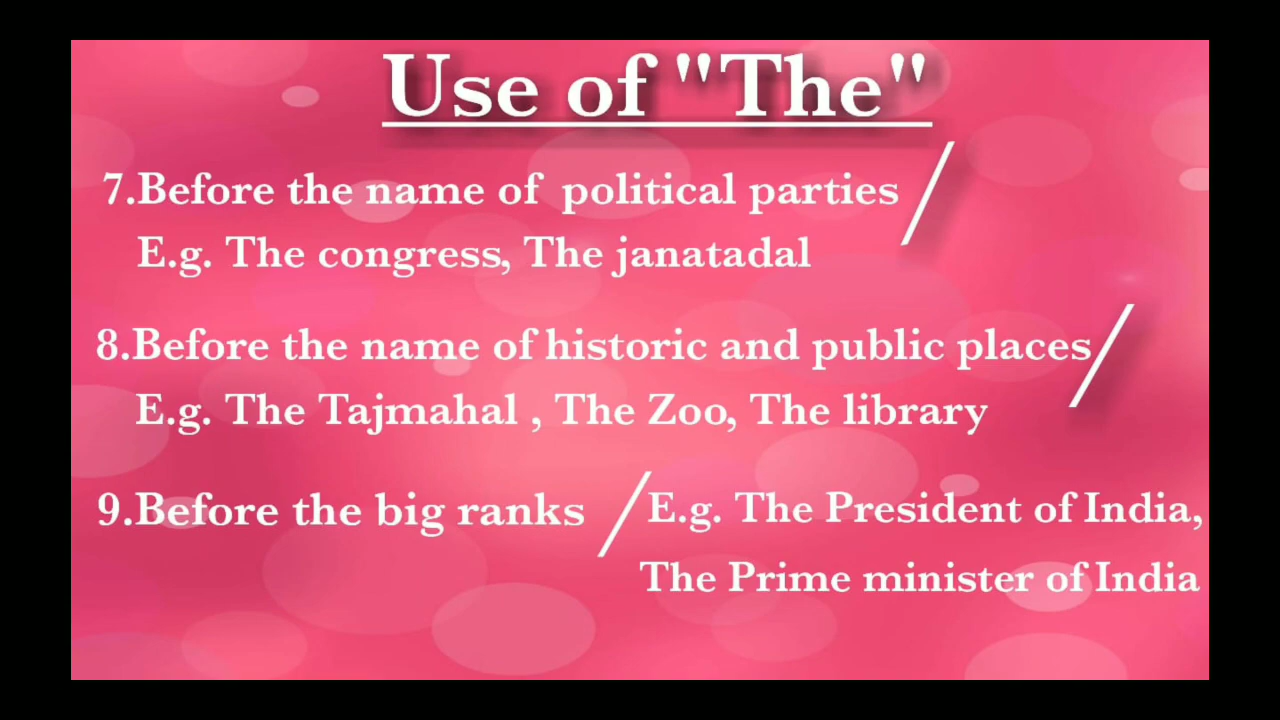 Use of "The"
7.Before the name of political parties /
E.g. The congress, The janatadal
8.Before the name of historic and public places /
E.g. The Tajmahal , The Zoo, The library
9.Before the big ranks / E.g. The President of India,
The Prime minister of India